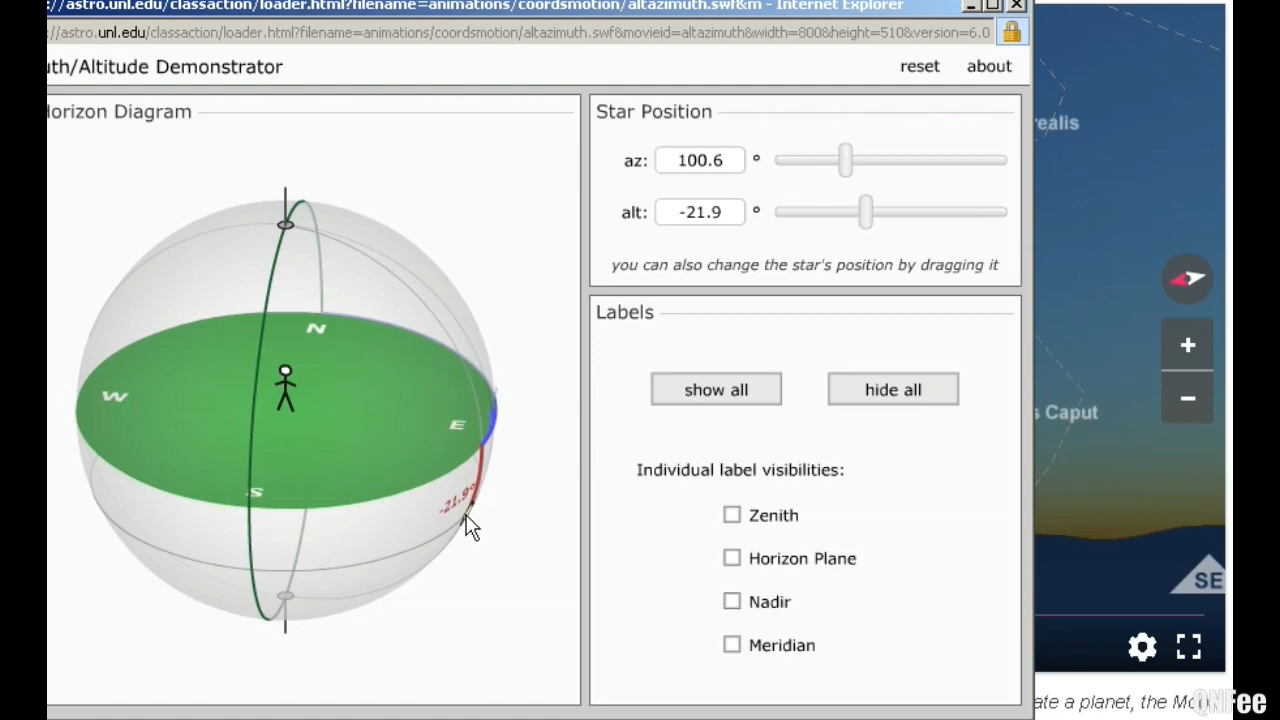 ://astro.unl.edu/classaction/loader.html?filename=animations/coordsmotion/altazimuth.swf&m - Internet Explorer
://astro.unl.edu/classaction/loader.html?filename=animations/coordsmotion/altazimuth.swf&movieid=altazimuth&width=800&height=510&version=6.0
uth/Altitude Demonstrator
reset about
Horizon Diagram
Star Position
az: 100.6 °
alt: -21.9 °
you can also change the star's position by dragging it
Labels
show all hide all
Individual label visibilities:
Zenith
Horizon Plane
Nadir
Meridian
N
W
E
S
-21.9°
realis
s Caput
+
−
SE
ate a planet, the Mo
QNFee